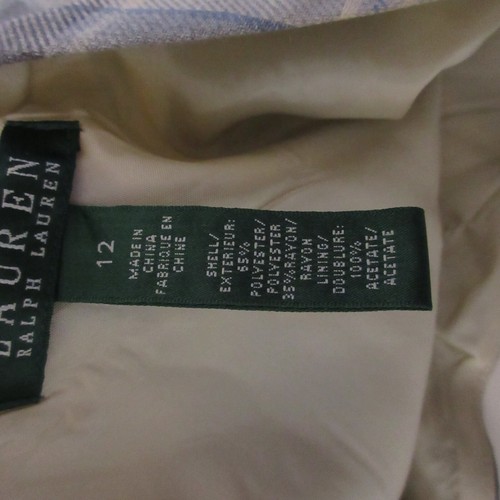 LAUREN
RALPH LAUREN
12
MADE IN
CHINA
FABRIQUE EN
CHINE
SHELL/
EXTERIEUR:
65%
POLYESTER/
POLYESTER
35%RAYON/
RAYON
LINING/
DOUBLURE:
100%
ACETATE/
ACETATE